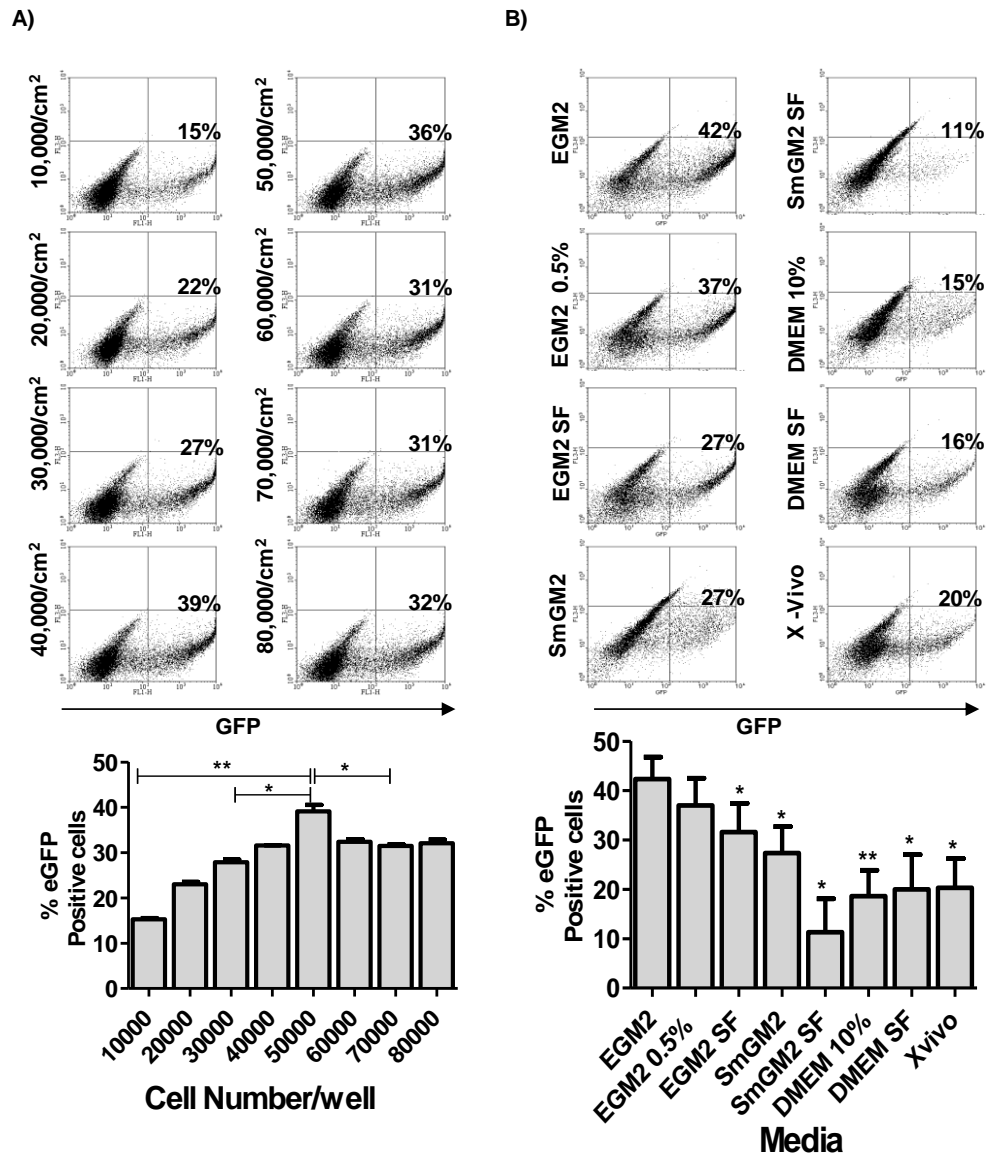 A)
10,000/cm²
15%
50,000/cm²
36%
20,000/cm²
22%
60,000/cm²
31%
30,000/cm²
27%
70,000/cm²
31%
40,000/cm²
39%
80,000/cm²
32%
FL1-H
GFP
% eGFP
Positive cells
50
40
30
20
10
0
**
*
*
10000
20000
30000
40000
50000
60000
70000
80000
Cell Number/well
B)
EGM2
42%
SmGM2 SF
11%
EGM2 0.5%
37%
DMEM 10%
15%
EGM2 SF
27%
DMEM SF
16%
SmGM2
27%
X -Vivo
20%
GFP
GFP
% eGFP
Positive cells
50
40
30
20
10
0
*
*
*
**
*
*
EGM2
EGM2 0.5%
EGM2 SF
SmGM2
SmGM2 SF
DMEM 10%
DMEM SF
Xvivo
Media